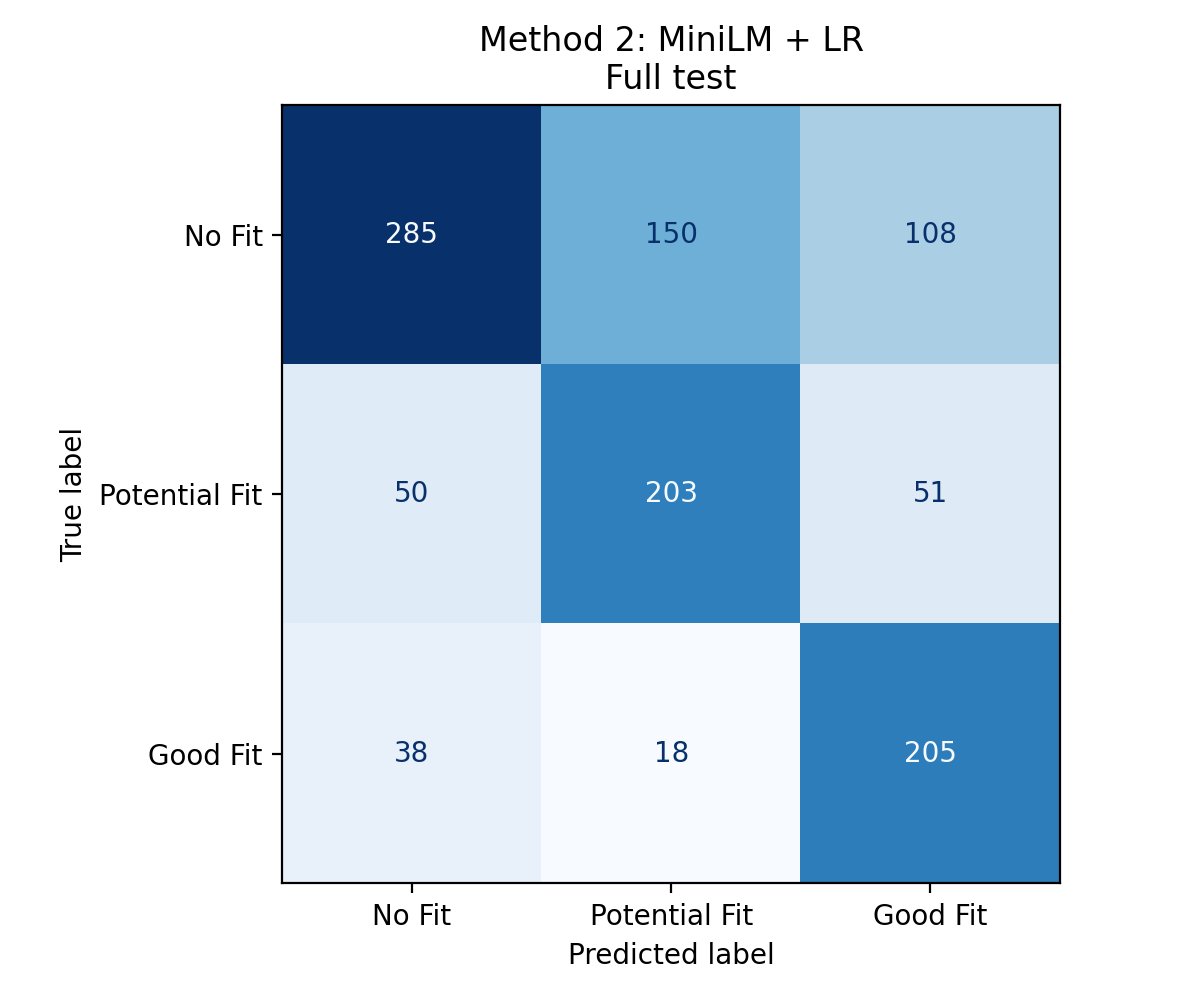 Method 2: MiniLM + LR
Full test
True label
No Fit
285 150 108
Potential Fit
50 203 51
Good Fit
38 18 205
No Fit Potential Fit Good Fit
Predicted label